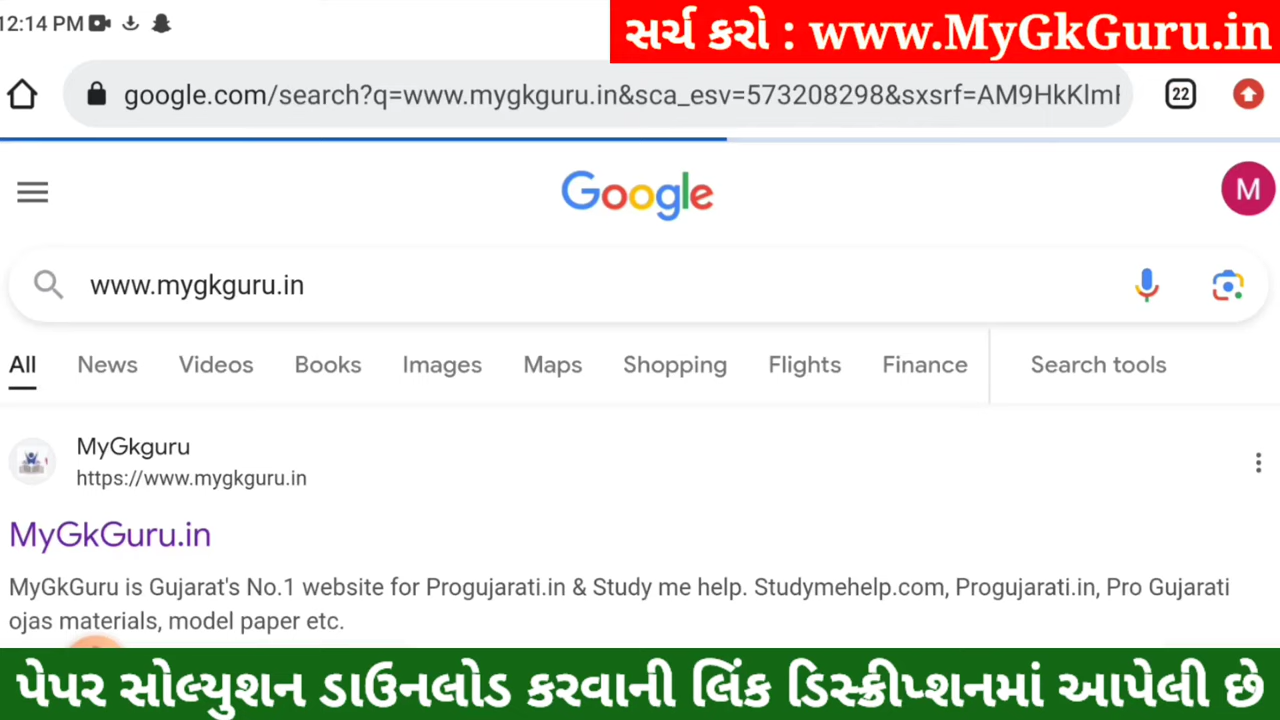 12:14 PM
સર્ચ કરો : www.MyGkGuru.in
google.com/search?q=www.mygkguru.in&sca_esv=573208298&sxsrf=AM9HkKlm
22
Google
M
www.mygkguru.in
All News Videos Books Images Maps Shopping Flights Finance Search tools
MyGkguru
https://www.mygkguru.in
MyGkGuru.in
MyGkGuru is Gujarat's No.1 website for Progujarati.in & Study me help. Studymehelp.com, Progujarati.in, Pro Gujarati
ojas materials, model paper etc.
પેપર સોલ્યુશન ડાઉનલોડ કરવાની લિંક ડિસ્ક્રીપ્શનમાં આપેલી છે